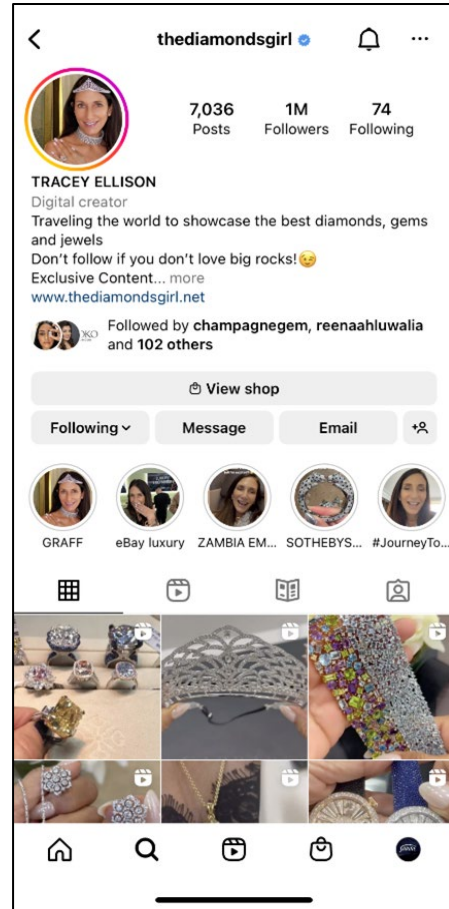 thediamondsgirl
7,036
1M
74
Posts
Followers
Following
TRACEY ELLISON
Digital creator
Traveling the world to showcase the best diamonds, gems
and jewels
Don't follow if you don't love big rocks!😉
Exclusive Content... more
www.thediamondsgirl.net
Followed by champagnegem, reenaahluwalia
and 102 others
View shop
Following
Message
Email
GRAFF
eBay luxury
ZAMBIA EM...
SOTHEBYS...
#JourneyTo...